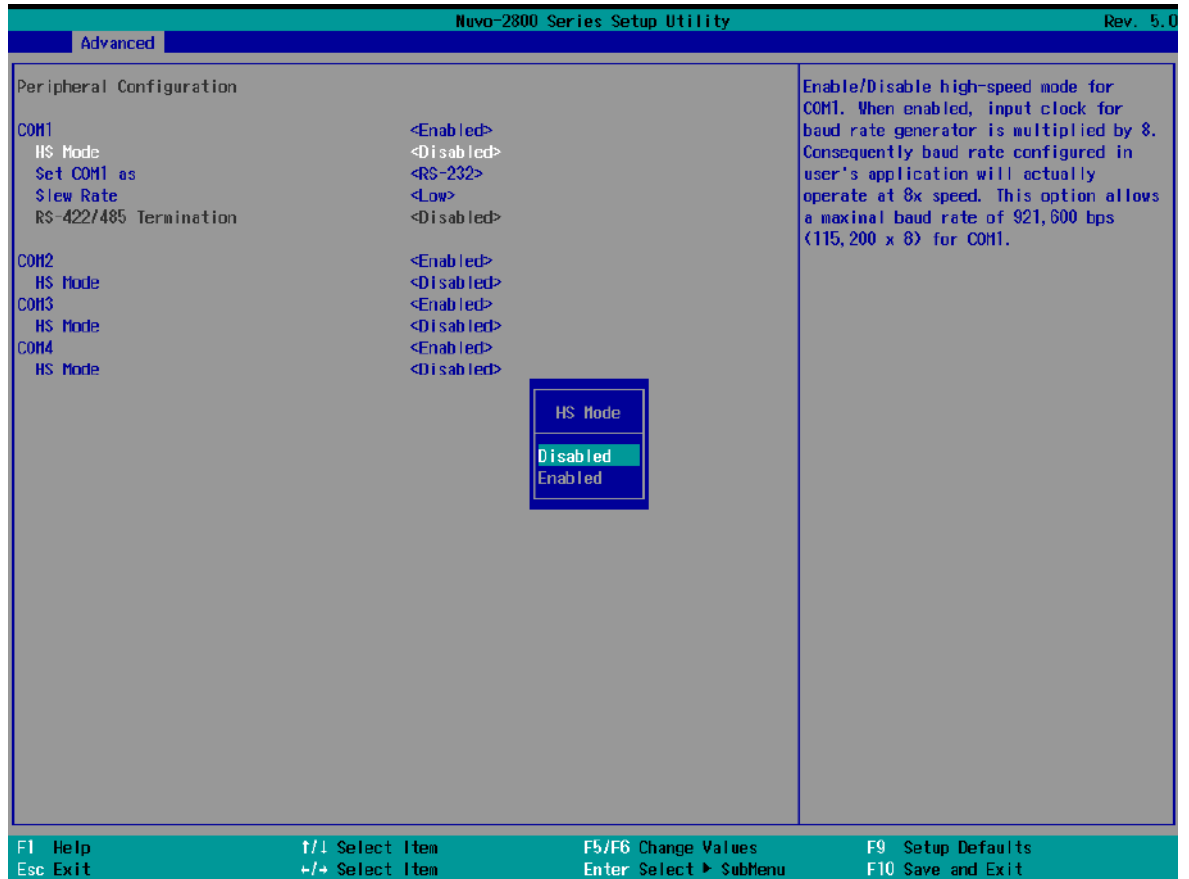 Nuvo-2800 Series Setup Utility Rev. 5.0
Advanced
Peripheral Configuration
COM1 <Enabled>
HS Mode <Disabled>
Set COM1 as <RS-232>
Slew Rate <Low>
RS-422/485 Termination <Disabled>
COM2 <Enabled>
HS Mode <Disabled>
COM3 <Enabled>
HS Mode <Disabled>
COM4 <Enabled>
HS Mode <Disabled>
HS Mode
Disabled
Enabled
Enable/Disable high-speed mode for
COM1. When enabled, input clock for
baud rate generator is multiplied by 8.
Consequently baud rate configured in
user's application will actually
operate at 8x speed. This option allows
a maxinal baud rate of 921,600 bps
(115,200 x 8) for COM1.
F1 Help ↑/↓ Select Item F5/F6 Change Values F9 Setup Defaults
Esc Exit ←/→ Select Item Enter Select ► SubMenu F10 Save and Exit